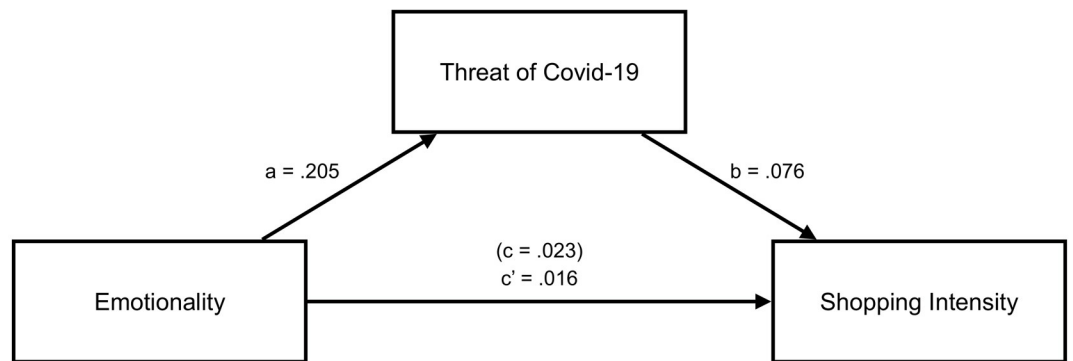 Threat of Covid-19
a = .205
b = .076
(c = .023)
c’ = .016
Emotionality
Shopping Intensity